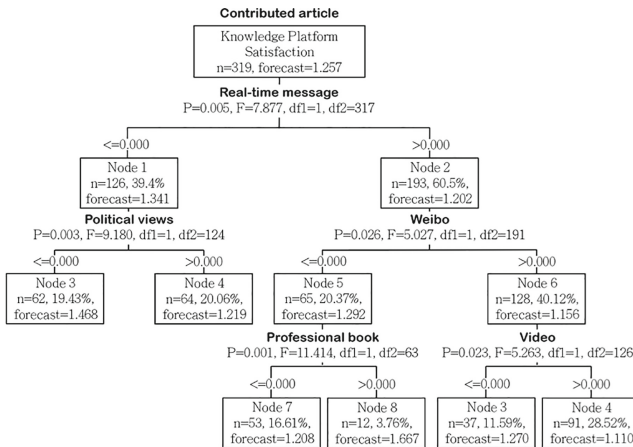 Contributed article
Knowledge Platform
Satisfaction
n=319, forecast=1.257
Real-time message
P=0.005, F=7.877, df1=1, df2=317
<=0.000 >0.000
Node 1
n=126, 39.4%
forecast=1.341
Node 2
n=193, 60.5%
forecast=1.202
Political views
P=0.003, F=9.180, df1=1, df2=124
Weibo
P=0.026, F=5.027, df1=1, df2=191
<=0.000 >0.000 <=0.000 >0.000
Node 3
n=62, 19.43%,
forecast=1.468
Node 4
n=64, 20.06%,
forecast=1.219
Node 5
n=65, 20.37%,
forecast=1.292
Node 6
n=128, 40.12%,
forecast=1.156
Professional book
P=0.001, F=11.414, df1=1, df2=63
Video
P=0.023, F=5.263, df1=1, df2=126
<=0.000 >0.000 <=0.000 >0.000
Node 7
n=53, 16.61%,
forecast=1.208
Node 8
n=12, 3.76%,
forecast=1.667
Node 3
n=37, 11.59%,
forecast=1.270
Node 4
n=91, 28.52%,
forecast=1.110